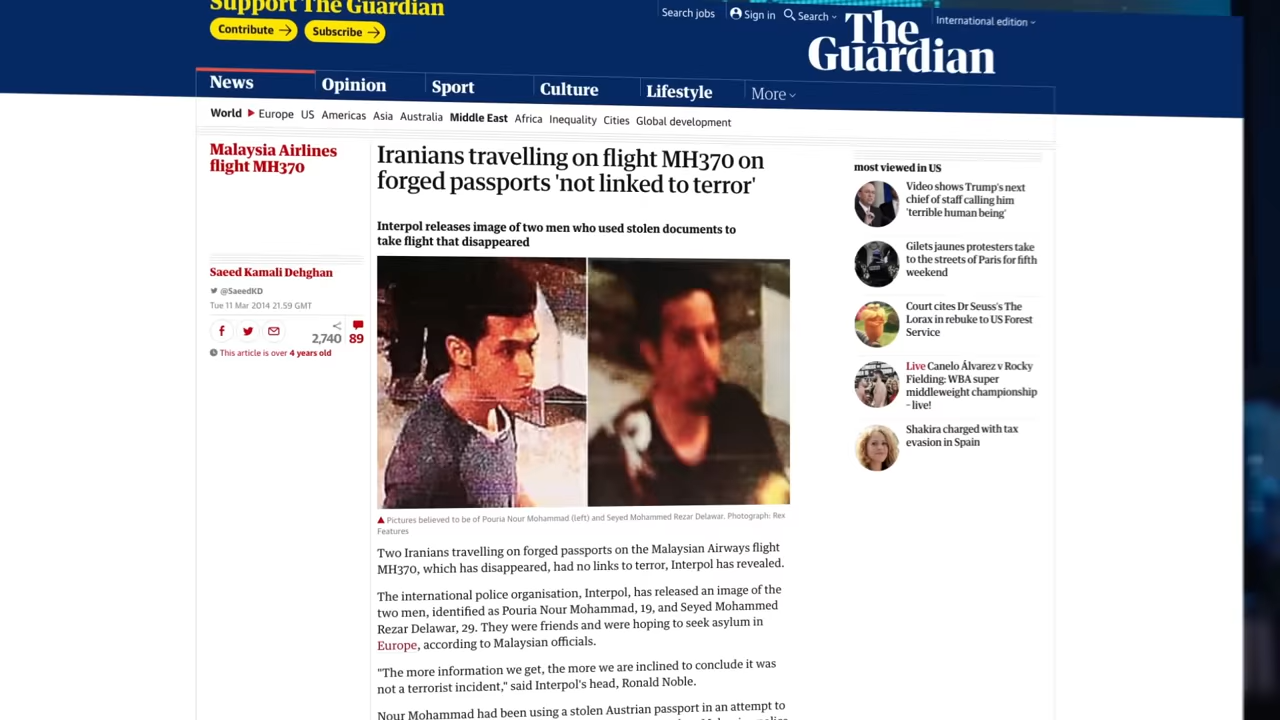 Support The Guardian
Contribute →
Subscribe →
Search jobs
Sign in
Search
International edition
The
Guardian
News
Opinion
Sport
Culture
Lifestyle
More
World
Europe
US
Americas
Asia
Australia
Middle East
Africa
Inequality
Cities
Global development
Malaysia Airlines
flight MH370
Iranians travelling on flight MH370 on
forged passports 'not linked to terror'
Interpol releases image of two men who used stolen documents to
take flight that disappeared
Saeed Kamali Dehghan
@SaeedKD
Tue 11 Mar 2014 21.59 GMT
2,740
89
This article is over 4 years old
Pictures believed to be of Pouria Nour Mohammad (left) and Seyed Mohammed Rezar Delawar. Photograph: Rex
Features
Two Iranians travelling on forged passports on the Malaysian Airways flight
MH370, which has disappeared, had no links to terror, Interpol has revealed.
The international police organisation, Interpol, has released an image of the
two men, identified as Pouria Nour Mohammad, 19, and Seyed Mohammed
Rezar Delawar, 29. They were friends and were hoping to seek asylum in
Europe, according to Malaysian officials.
"The more information we get, the more we are inclined to conclude it was
not a terrorist incident," said Interpol's head, Ronald Noble.
Nour Mohammad had been using a stolen Austrian passport in an attempt to
most viewed in US
Video shows Trump's next
chief of staff calling him
'terrible human being'
Gilets jaunes protesters take
to the streets of Paris for fifth
weekend
Court cites Dr Seuss's The
Lorax in rebuke to US Forest
Service
Live Canelo Álvarez v Rocky
Fielding: WBA super
middleweight championship
– live!
Shakira charged with tax
evasion in Spain